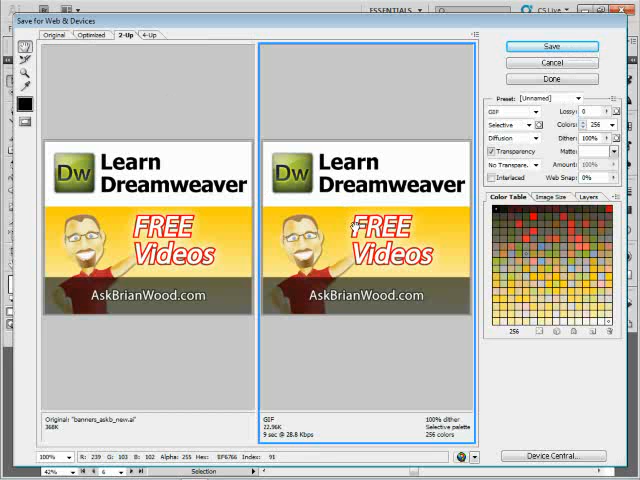 ESSENTIALS
CS Live
Save for Web & Devices
Original
Optimized
2-Up
4-Up
Dw
Learn
Dreamweaver
FREE
Videos
AskBrianWood.com
Dw
Learn
Dreamweaver
FREE
Videos
AskBrianWood.com
Original: "banners_askb_new.ai"
368K
GIF
22.96K
9 sec @ 28.8 Kbps
100% dither
Selective palette
256 colors
Save
Cancel
Done
Preset: [Unnamed]
GIF
Lossy: 0
Selective
Colors: 256
Diffusion
Dither: 100%
Transparency
Matte:
No Transpare...
Amount: 100%
Interlaced
Web Snap: 0%
Color Table
Image Size
Layers
256
100%
R: 239 G: 103 B: 102 Alpha: 255 Hex: EF6766 Index: 91
Device Central...
42%
6
Selection